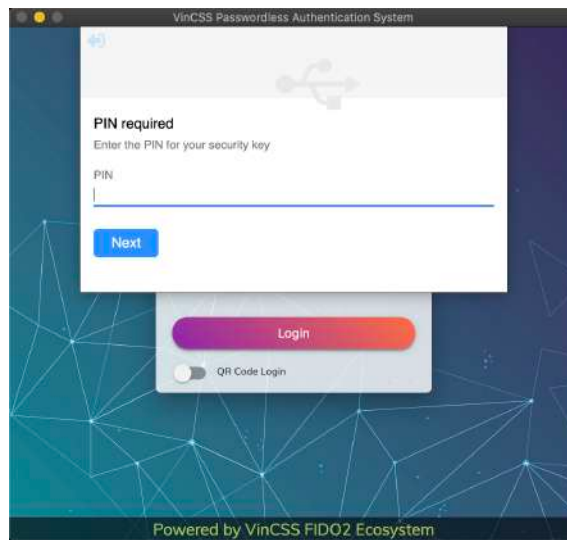 VinCSS Passwordless Authentication System
PIN required
Enter the PIN for your security key
PIN
Next
Login
QR Code Login
Powered by VinCSS FIDO2 Ecosystem